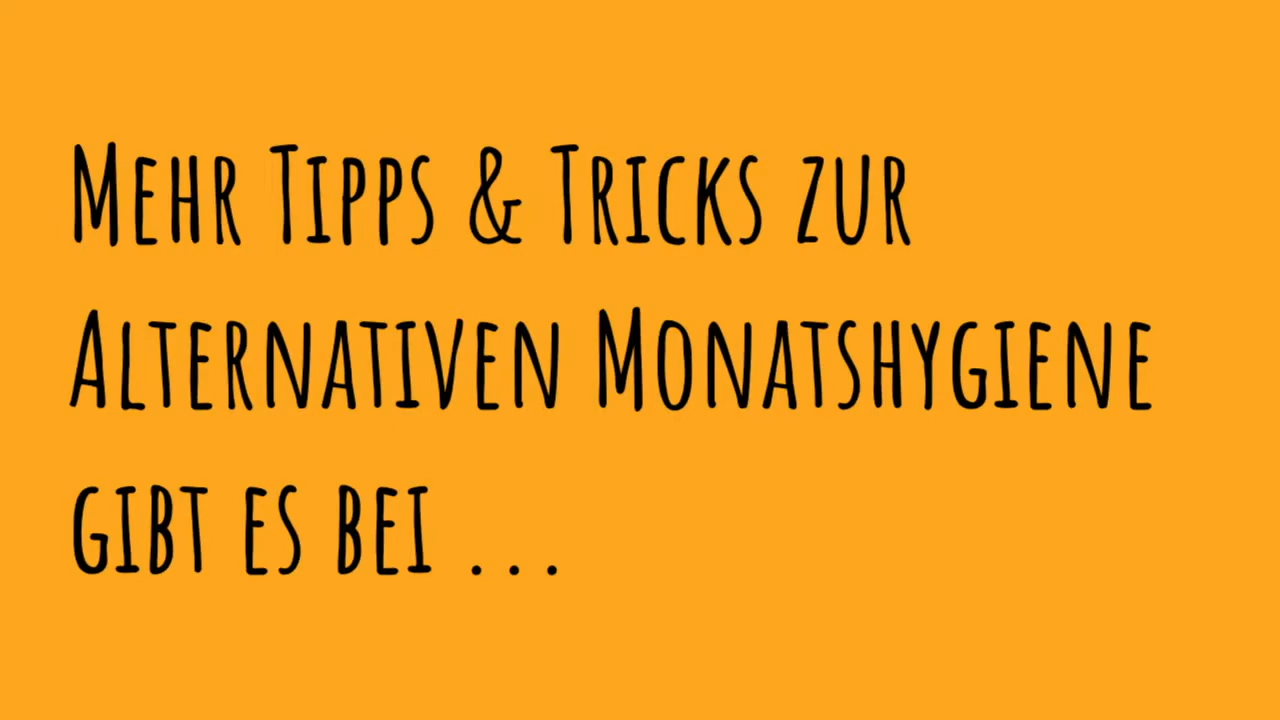 Mehr Tipps & Tricks zur
Alternativen Monatshygiene
gibt es bei ...